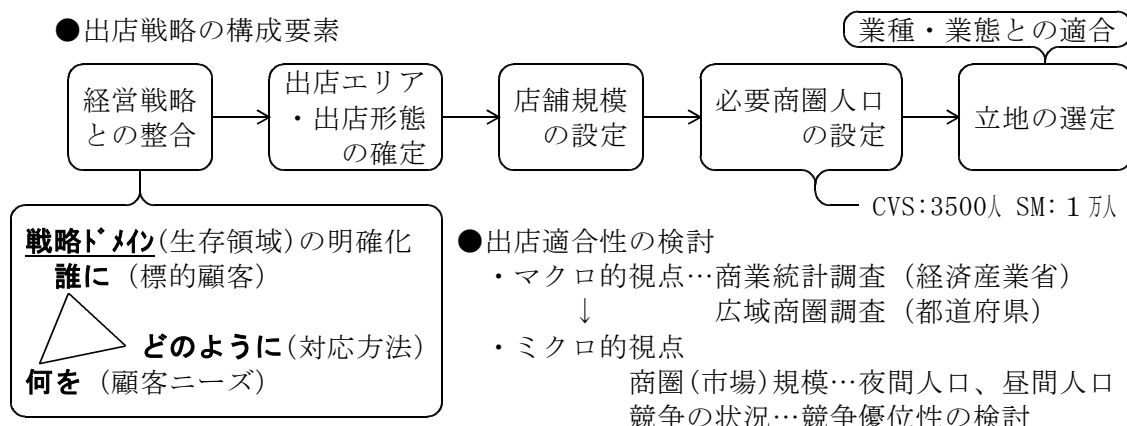 ●出店戦略の構成要素
業種・業態との適合
経営戦略
との整合
出店エリア
・出店形態
の確定
店舗規模
の設定
必要商圏人口
の設定
立地の選定
CVS:3500人 SM:１万人
戦略ドメイン(生存領域)の明確化
誰に (標的顧客)
どのように(対応方法)
何を (顧客ニーズ)
●出店適合性の検討
・マクロ的視点…商業統計調査（経済産業省）
↓ 広域商圏調査（都道府県）
・ミクロ的視点
商圏(市場)規模…夜間人口、昼間人口
競争の状況…競争優位性の検討